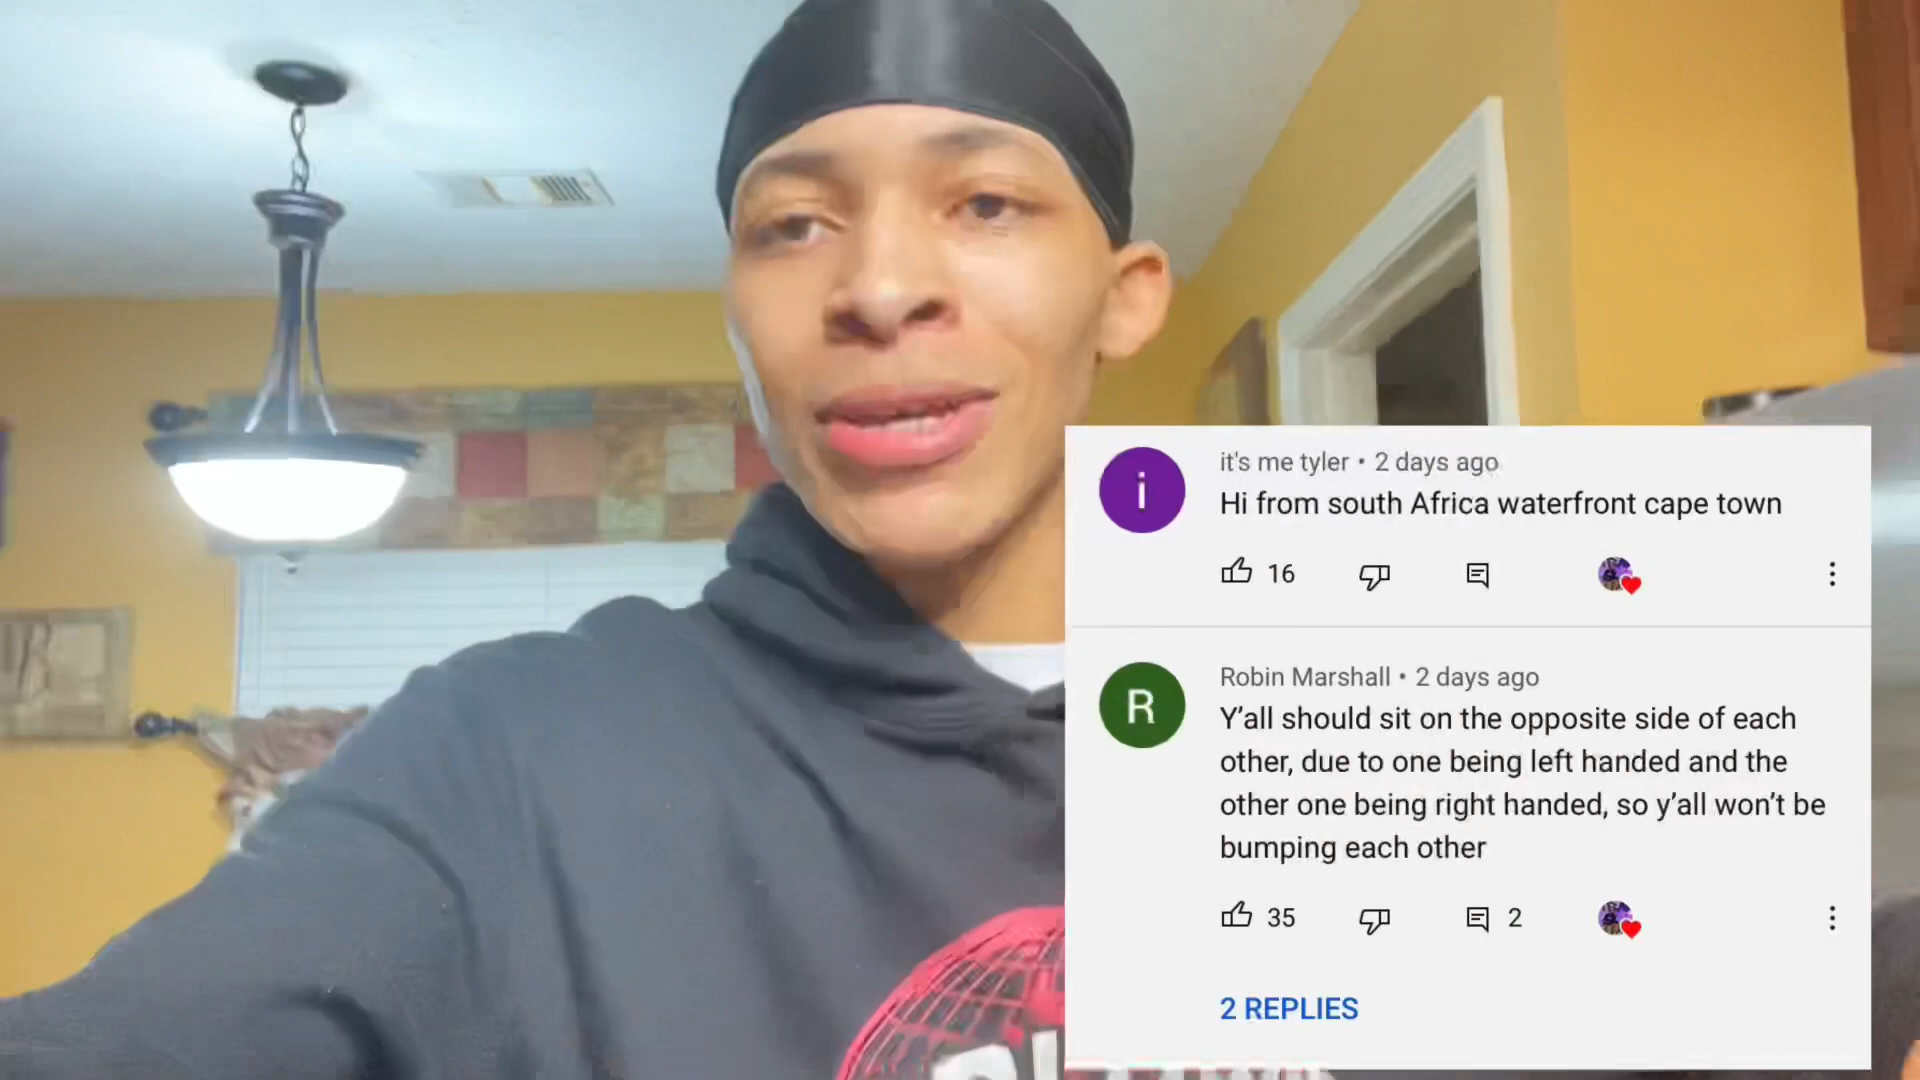 i
it's me tyler • 2 days ago
Hi from south Africa waterfront cape town
16
R
Robin Marshall • 2 days ago
Y’all should sit on the opposite side of each
other, due to one being left handed and the
other one being right handed, so y’all won’t be
bumping each other
35
2
2 REPLIES